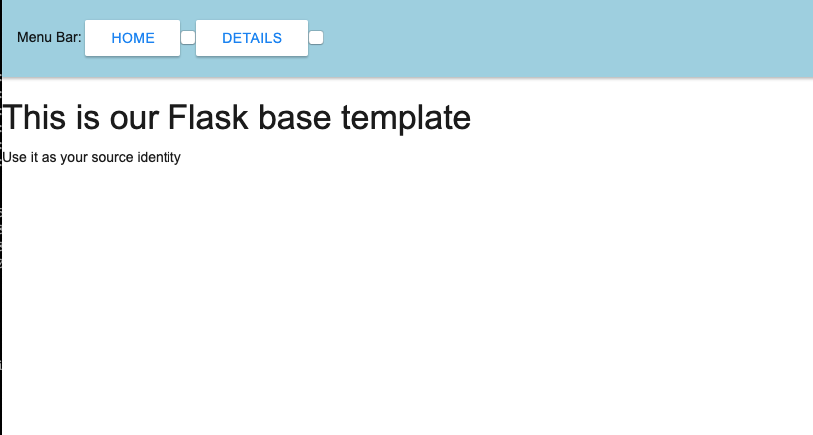 Menu Bar: HOME DETAILS
This is our Flask base template
Use it as your source identity